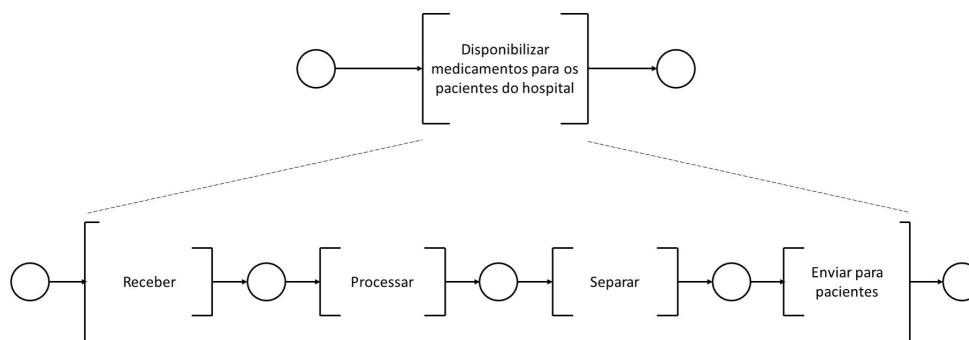 Disponibilizar
medicamentos para os
pacientes do hospital
Receber
Processar
Separar
Enviar para
pacientes